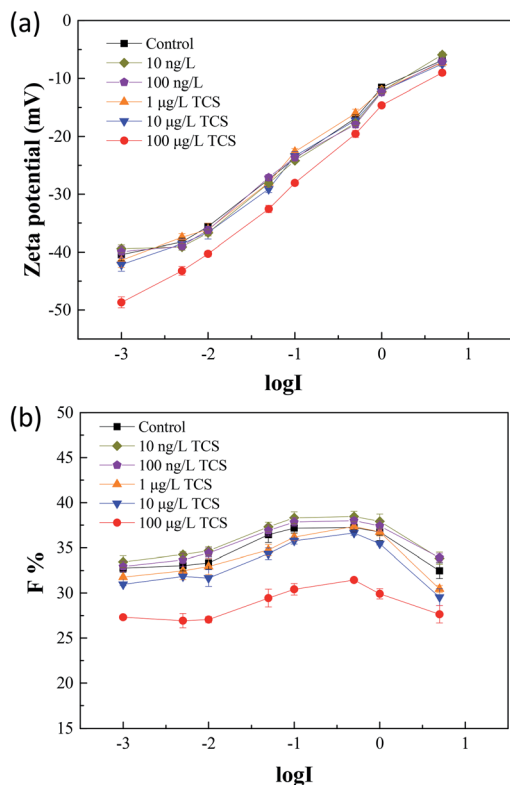 (a)
0
-10
-20
-30
-40
-50
Zeta potential (mV)
Control
10 ng/L
100 ng/L
1 μg/L TCS
10 μg/L TCS
100 μg/L TCS
-3 -2 -1 0 1
logI
(b)
50
45
40
35
30
25
20
15
F %
Control
10 ng/L TCS
100 ng/L TCS
1 μg/L TCS
10 μg/L TCS
100 μg/L TCS
-3 -2 -1 0 1
logI